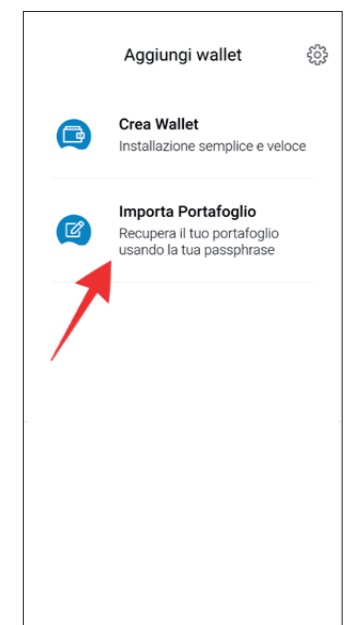 Aggiungi wallet
Crea Wallet
Installazione semplice e veloce
Importa Portafoglio
Recupera il tuo portafoglio
usando la tua passphrase